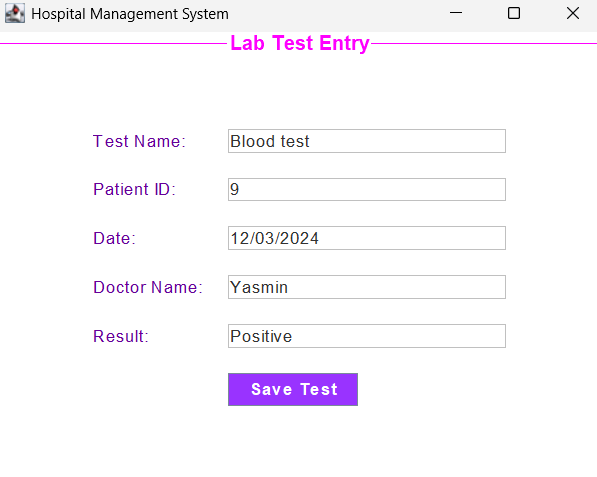 Hospital Management System
Lab Test Entry
Test Name: Blood test
Patient ID: 9
Date: 12/03/2024
Doctor Name: Yasmin
Result: Positive
Save Test